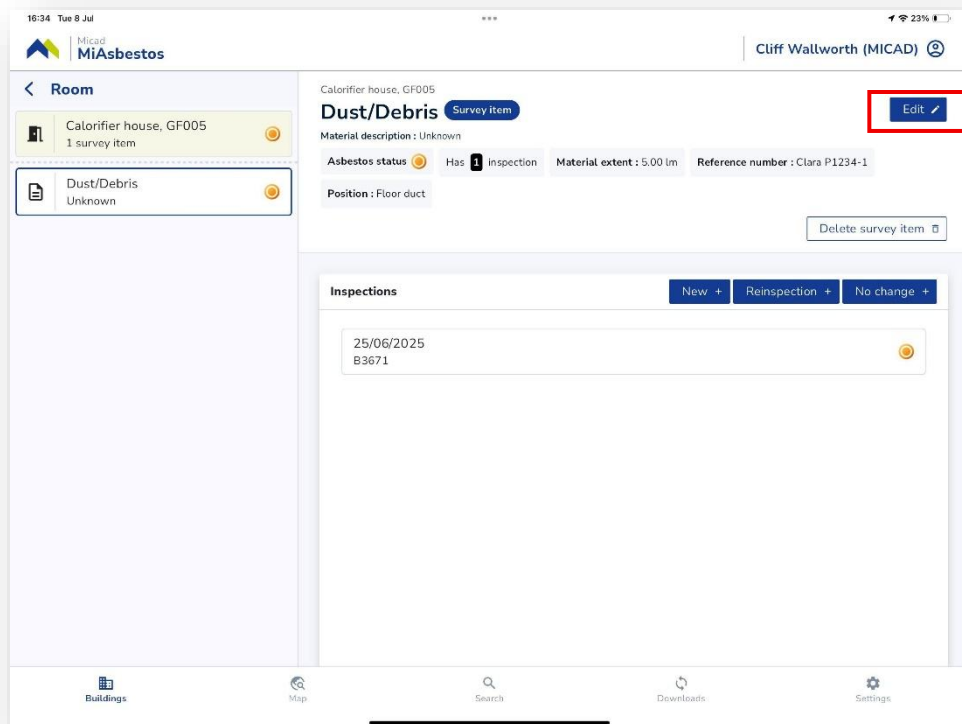 16:34 Tue 8 Jul
23%
Micad
MiAsbestos
Cliff Wallworth (MICAD)
Room
Calorifier house, GF005
1 survey item
Dust/Debris
Unknown
Calorifier house, GF005
Dust/Debris Survey item
Edit
Material description : Unknown
Asbestos status Has 1 inspection Material extent : 5.00 lm Reference number : Clara P1234-1
Position : Floor duct
Delete survey item
Inspections New + Reinspection + No change +
25/06/2025
B3671
Buildings Map Search Downloads Settings